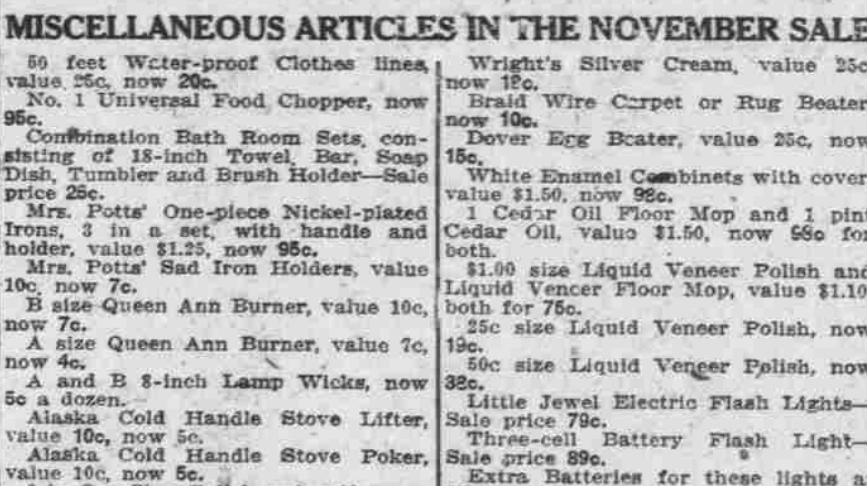 MISCELLANEOUS ARTICLES IN THE NOVEMBER SALE
50 feet Water-proof Clothes lines,
value 25c, now 20c.
No. 1 Universal Food Chopper, now
95c.
Combination Bath Room Sets, con-
sisting of 18-inch Towel, Bar, Soap
Dish, Tumbler and Brush Holder—Sale
price 25c.
Mrs. Potts' One-piece Nickel-plated
Irons, 3 in a set, with handle and
holder, value $1.25, now 95c.
Mrs. Potts' Sad Iron Holders, value
10c, now 7c.
B size Queen Ann Burner, value 10c,
now 7c.
A size Queen Ann Burner, value 7c,
now 4c.
A and B 8-inch Lamp Wicks, now
5c a dozen.
Alaska Cold Handle Stove Lifter,
value 10c, now 5c.
Alaska Cold Handle Stove Poker,
value 10c, now 5c.
Wright's Silver Cream, value 25c
now
Braid Wire Carpet or Rug Beater
now 10c.
Dover Egg Beater, value 25c, now
15c.
White Enamel Combinets with cover
value $1.50, now 98c.
1 Cedar Oil Floor Mop and 1 pin
Cedar Oil, value $1.50, now 98c for
both.
$1.00 size Liquid Veneer Polish and
Liquid Veneer Floor Mop, value $1.10
both for 75c.
25c size Liquid Veneer Polish, now
19c.
50c size Liquid Veneer Polish, now
38c.
Little Jewel Electric Flash Lights—
Sale price 79c.
Three-cell Battery Flash Light—
Sale price 89c.
Extra Batteries for these lights a